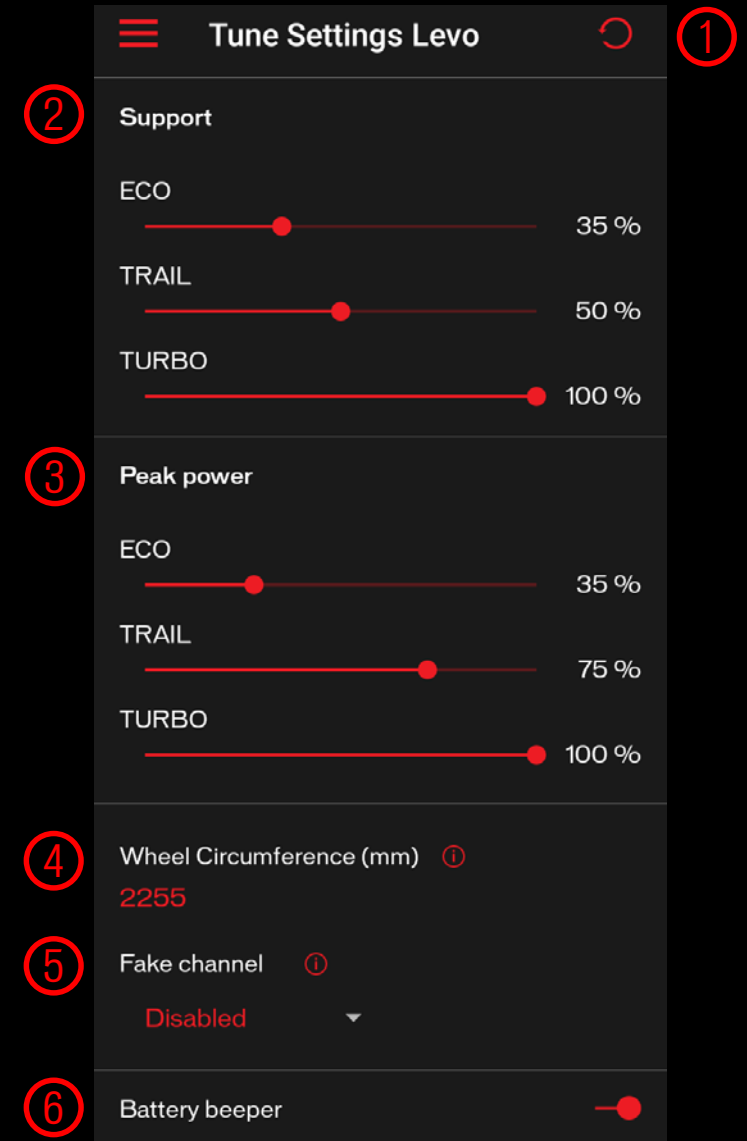 Tune Settings Levo
1
2
Support
ECO
35 %
TRAIL
50 %
TURBO
100 %
3
Peak power
ECO
35 %
TRAIL
75 %
TURBO
100 %
4
Wheel Circumference (mm) i
2255
5
Fake channel i
Disabled
6
Battery beeper